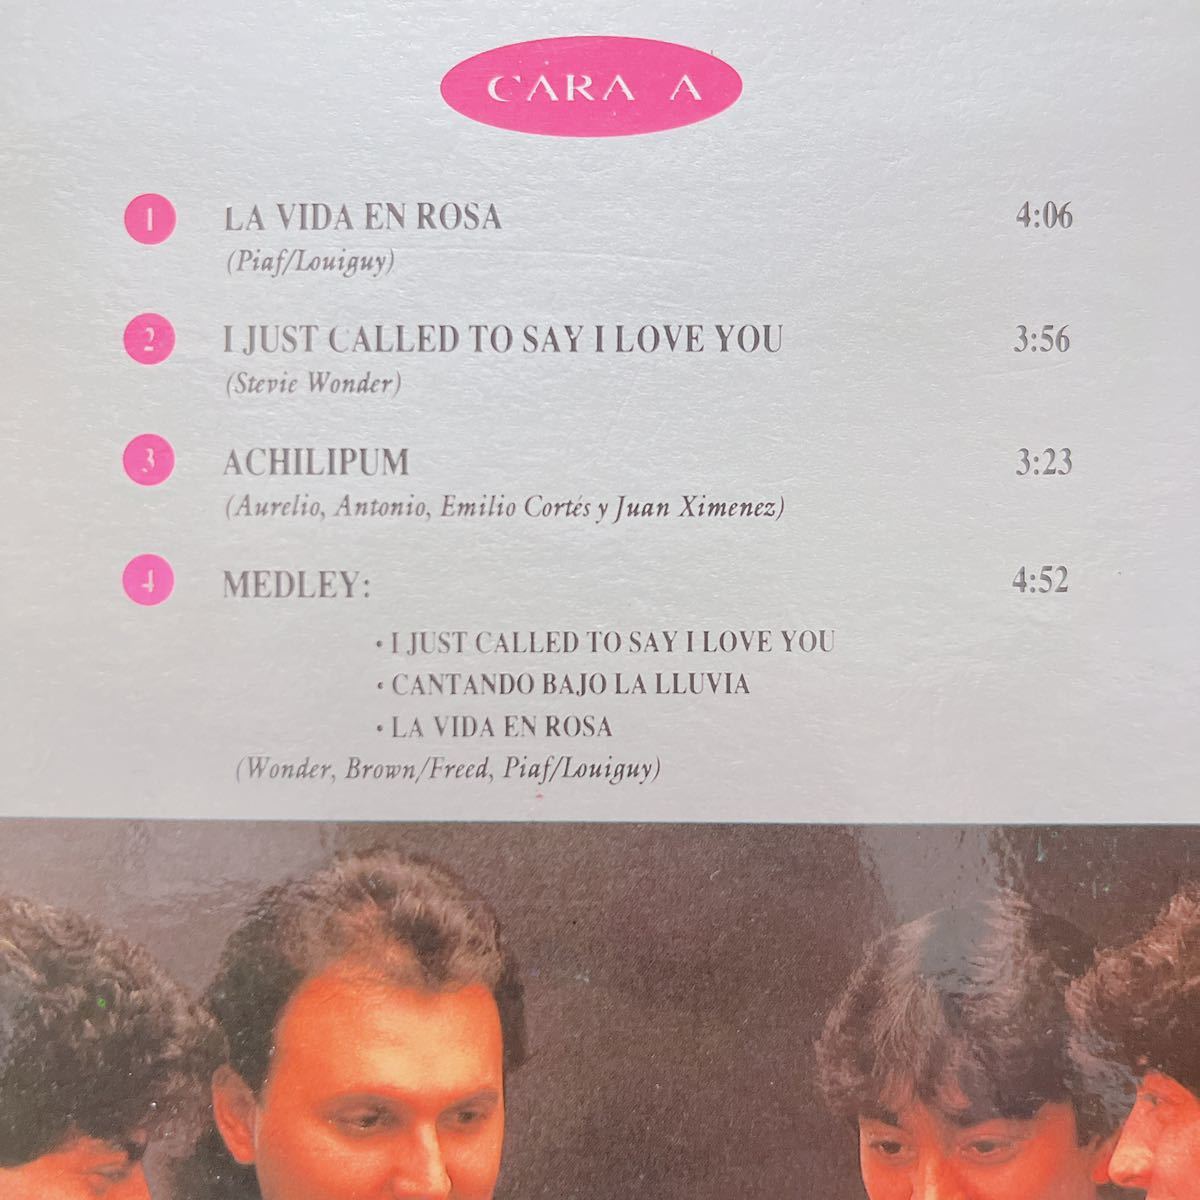 CARA A
1 LA VIDA EN ROSA 4:06
(Piaf/Louiguy)
2 I JUST CALLED TO SAY I LOVE YOU 3:56
(Stevie Wonder)
3 ACHILIPUM 3:23
(Aurelio, Antonio, Emilio Cortés y Juan Ximenez)
4 MEDLEY: 4:52
• I JUST CALLED TO SAY I LOVE YOU
• CANTANDO BAJO LA LLUVIA
• LA VIDA EN ROSA
(Wonder, Brown/Freed, Piaf/Louiguy)